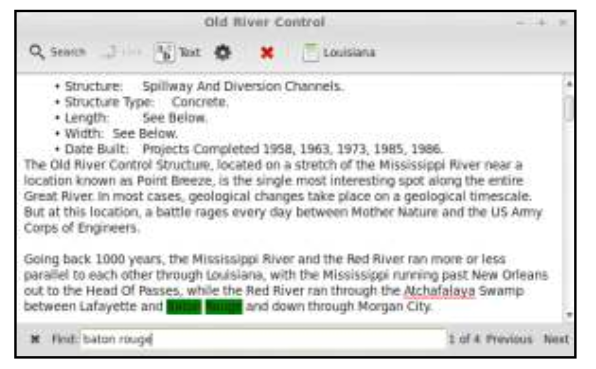 Old River Control
Search Text Louisiana
• Structure: Spillway And Diversion Channels.
• Structure Type: Concrete.
• Length: See Below.
• Width: See Below.
• Date Built: Projects Completed 1958, 1963, 1973, 1985, 1986.
The Old River Control Structure, located on a stretch of the Mississippi River near a
location known as Point Breeze, is the single most interesting spot along the entire
Great River. In most cases, geological changes take place on a geological timescale.
But at this location, a battle rages every day between Mother Nature and the US Army
Corps of Engineers.
Going back 1000 years, the Mississippi River and the Red River ran more or less
parallel to each other through Louisiana, with the Mississippi running past New Orleans
out to the Head Of Passes, while the Red River ran through the Atchafalaya Swamp
between Lafayette and Baton Rouge and down through Morgan City.
Find: baton rouge 1 of 4 Previous Next